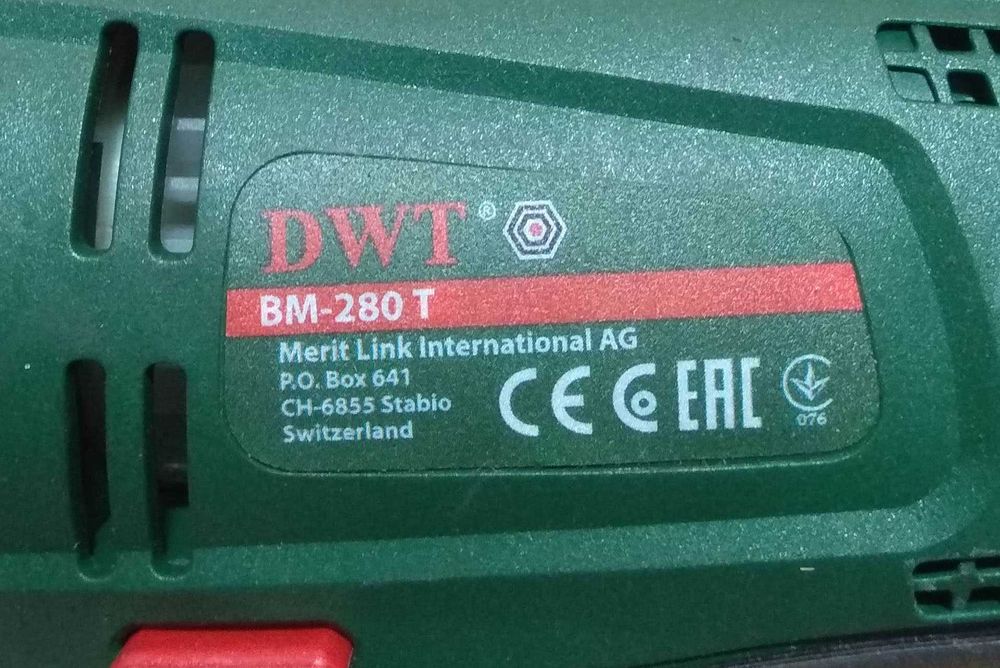 DWT ®
BM-280 T
Merit Link International AG
P.O. Box 641
CH-6855 Stabio
Switzerland
CE EAC
076